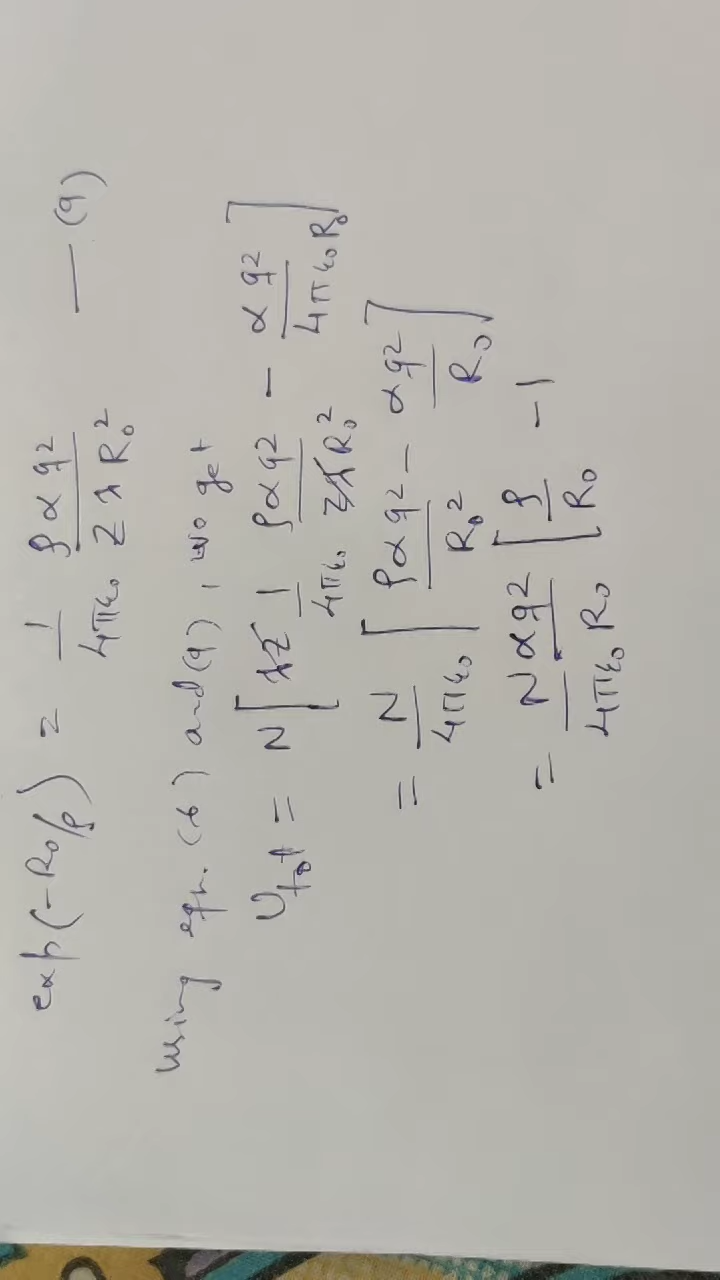 exp(-R₀/ρ) = 1/4πε₀ ραq²/zλR₀² — (9)
Using eqn. (6) and (9), we get
U_tot = N[λz 1/4πε₀ ραq²/zλR₀² - αq²/4πε₀R₀]
= N/4πε₀ [ραq²/R₀² - αq²/R₀]
= Nαq²/4πε₀R₀ [ρ/R₀ -1